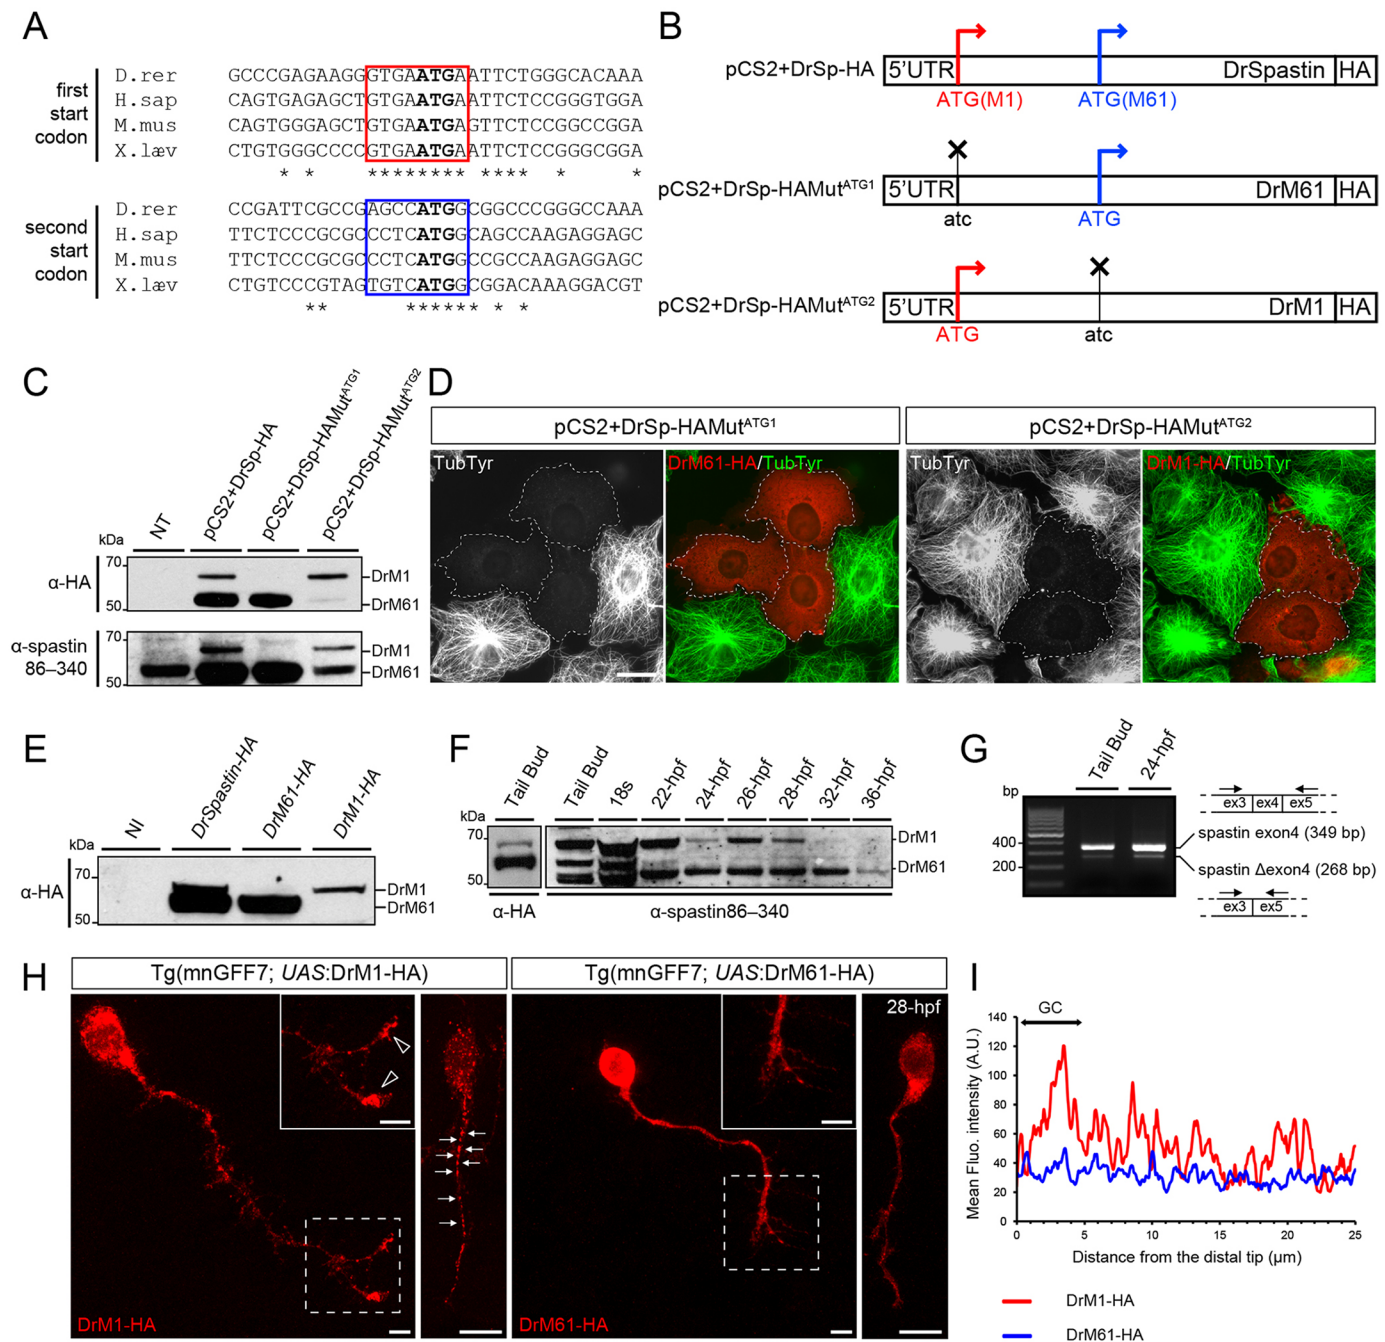 A
first
start
codon
D.rer GCCCGAGAAGGGTGAATGAATTCTGGGCACAAA
H.sap CAGTGAGAGCTGTGAATGAATTCTCCGGGTGGA
M.mus CAGTGGGAGCTGTGAATGAGTTCTCCGGCCGGA
X.læv CTGTGGGCCCCGTGAATGAATTCTCCGGGCGGA
* * * * * * * * * * * * * * * *
second
start
codon
D.rer CCGATTCGCCGAGCCATGGCGGCCCGGGCCAAA
H.sap TTCTCCCGCGCCCTCATGGCAGCCAAGAGGAGC
M.mus TTCTCCCGCGCCCTCATGGCCGCCAAGAGGAGC
X.læv CTGTCCCGTAGTGTCATGGCGGACAAAGGACGT
* * * * * * * * * *
B
pCS2+DrSp-HA
5'UTR DrSpastin HA
ATG(M1) ATG(M61)
pCS2+DrSp-HAMutATG1
5'UTR DrM61 HA
atc ATG
pCS2+DrSp-HAMutATG2
5'UTR DrM1 HA
ATG atc
C
NT
pCS2+DrSp-HA
pCS2+DrSp-HAMutATG1
pCS2+DrSp-HAMutATG2
kDa
α-HA
70
50
DrM1
DrM61
α-spastin
86–340
70
50
DrM1
DrM61
D
pCS2+DrSp-HAMutATG1
pCS2+DrSp-HAMutATG2
TubTyr
DrM61-HA/TubTyr
TubTyr
DrM1-HA/TubTyr
E
NI
DrSpastin-HA
DrM61-HA
DrM1-HA
kDa
α-HA
70
50
DrM1
DrM61
F
Tail Bud
Tail Bud
18s
22-hpf
24-hpf
26-hpf
28-hpf
32-hpf
36-hpf
kDa
70
50
DrM1
DrM61
α-HA
α-spastin86–340
G
Tail Bud
24-hpf
bp
400
200
ex3 ex4 ex5
spastin exon4 (349 bp)
spastin Δexon4 (268 bp)
ex3 ex5
H
Tg(mnGFF7; UAS:DrM1-HA)
Tg(mnGFF7; UAS:DrM61-HA)
28-hpf
DrM1-HA
DrM61-HA
I
GC
Mean Fluo. intensity (A.U.)
140
120
100
80
60
40
20
0
0 5 10 15 20 25
Distance from the distal tip (µm)
DrM1-HA
DrM61-HA